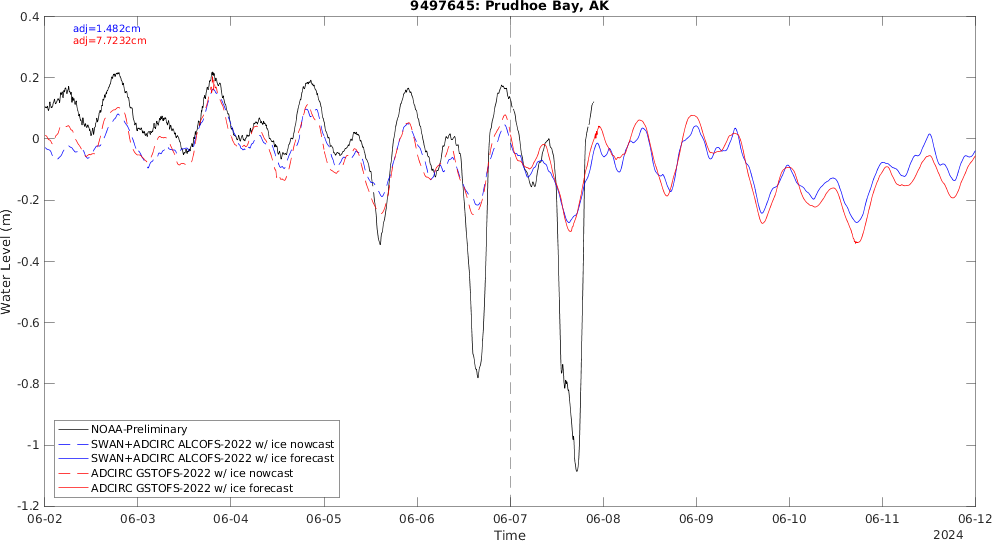 9497645: Prudhoe Bay, AK
adj=1.482cm
adj=7.7232cm
0.4
0.2
0
-0.2
-0.4
-0.6
-0.8
-1
-1.2
Water Level (m)
NOAA-Preliminary
SWAN+ADCIRC ALCOFS-2022 w/ ice nowcast
SWAN+ADCIRC ALCOFS-2022 w/ ice forecast
ADCIRC GSTOFS-2022 w/ ice nowcast
ADCIRC GSTOFS-2022 w/ ice forecast
06-02 06-03 06-04 06-05 06-06 06-07 06-08 06-09 06-10 06-11 06-12
Time
2024